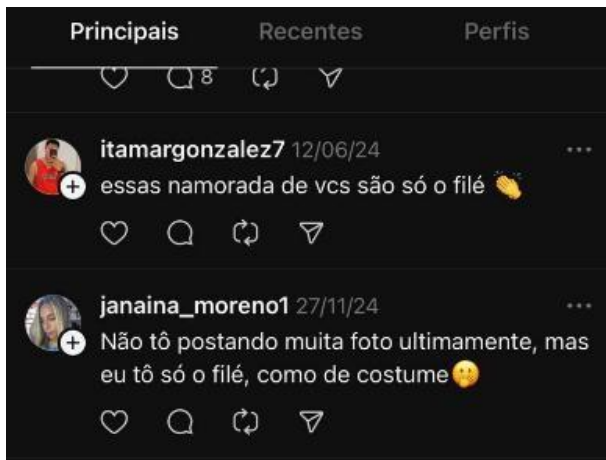 Principais Recentes Perfis
8
itamargonzalez7 12/06/24
essas namorada de vcs são só o filé 👏
janaina_moreno1 27/11/24
Não tô postando muita foto ultimamente, mas
eu tô só o filé, como de costume🤭